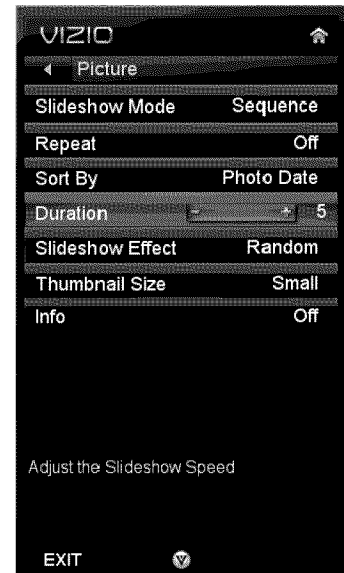 VIZIO
Picture
Slideshow Mode Sequence
Repeat Off
Sort By Photo Date
Duration - + 5
Slideshow Effect Random
Thumbnail Size Small
Info Off
Adjust the Slideshow Speed
EXIT V